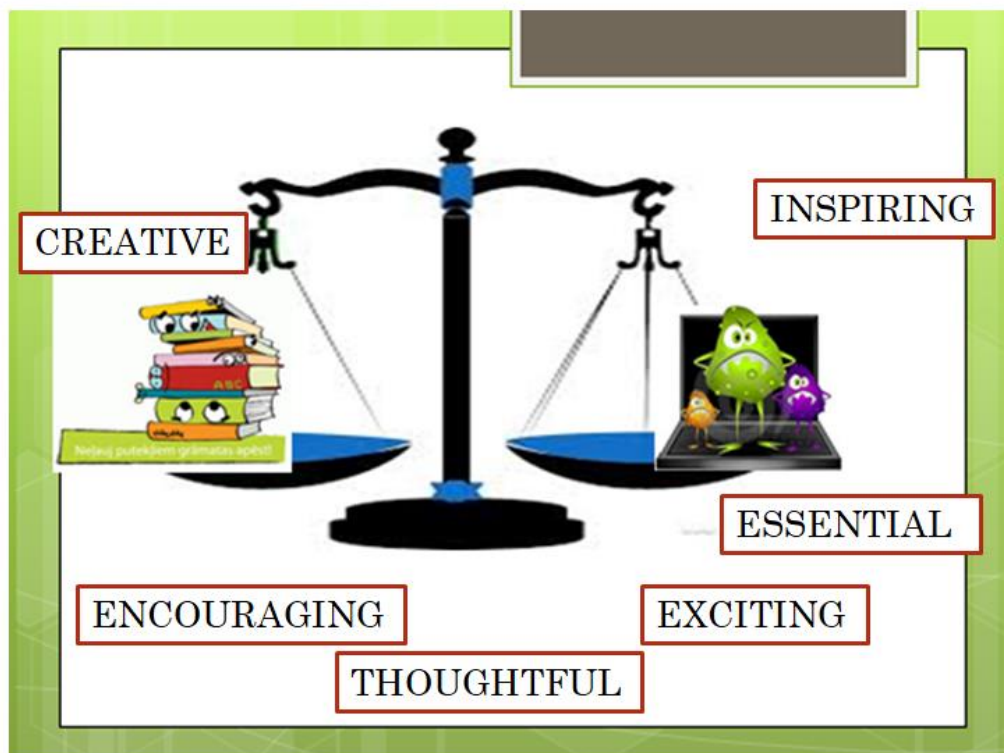 INSPIRING
CREATIVE
ABC
Neļauj putekļiem grāmatas apēst!
ESSENTIAL
ENCOURAGING
EXCITING
THOUGHTFUL